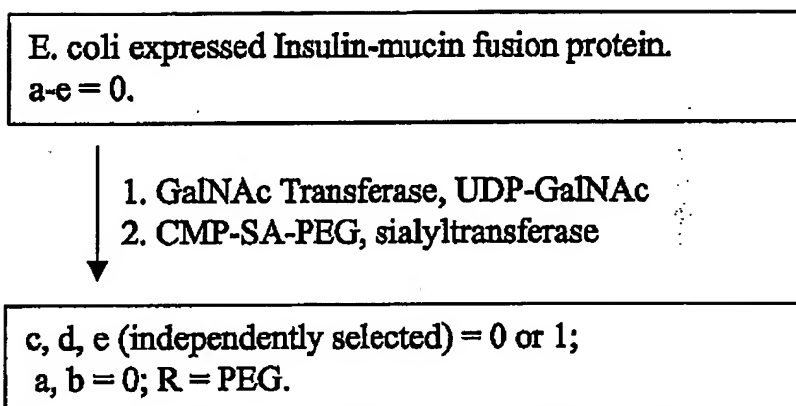 E. coli expressed Insulin-mucin fusion protein.
a-e = 0.
1. GalNAc Transferase, UDP-GalNAc
2. CMP-SA-PEG, sialyltransferase
c, d, e (independently selected) = 0 or 1;
a, b = 0; R = PEG.